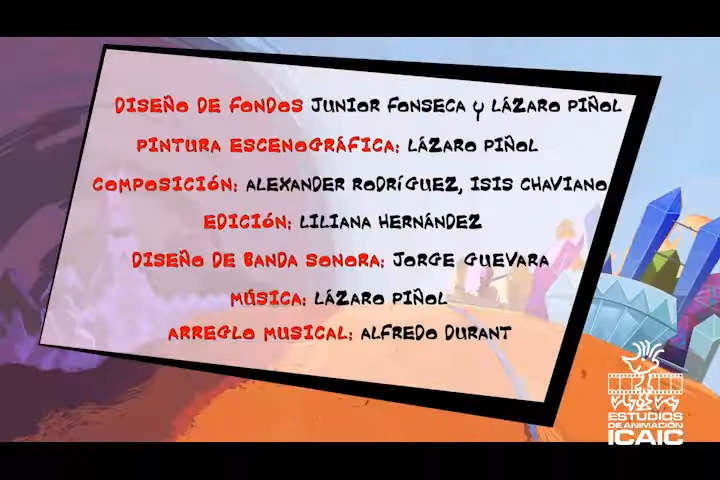 DISEÑO DE FONDOS JUNIOR FONSECA Y LÁZARO PIÑOL
PINTURA ESCENOGRÁFICA: LÁZARO PIÑOL
COMPOSICIÓN: ALEXANDER RODRÍGUEZ, ISIS CHAVIANO
EDICIÓN: LILIANA HERNÁNDEZ
DISEÑO DE BANDA SONORA: JORGE GUEVARA
MÚSICA: LÁZARO PIÑOL
ARREGLO MUSICAL: ALFREDO DURANT
ESTUDIOS
DE ANIMACIÓN
ICAIC